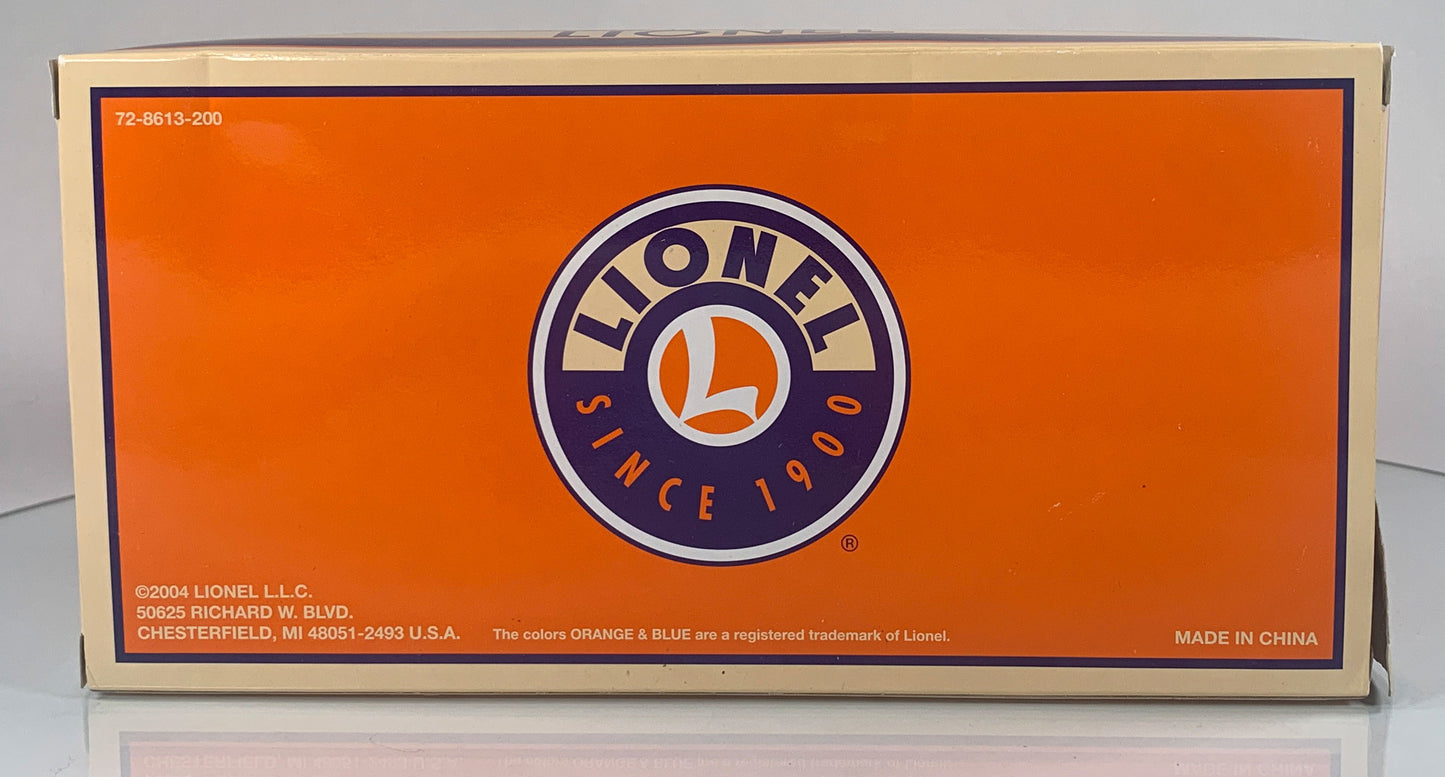 LIONEL
72-8613-200
LIONEL
L
SINCE 1900
®
©2004 LIONEL L.L.C.
50625 RICHARD W. BLVD.
CHESTERFIELD, MI 48051-2493 U.S.A.
The colors ORANGE & BLUE are a registered trademark of Lionel.
MADE IN CHINA